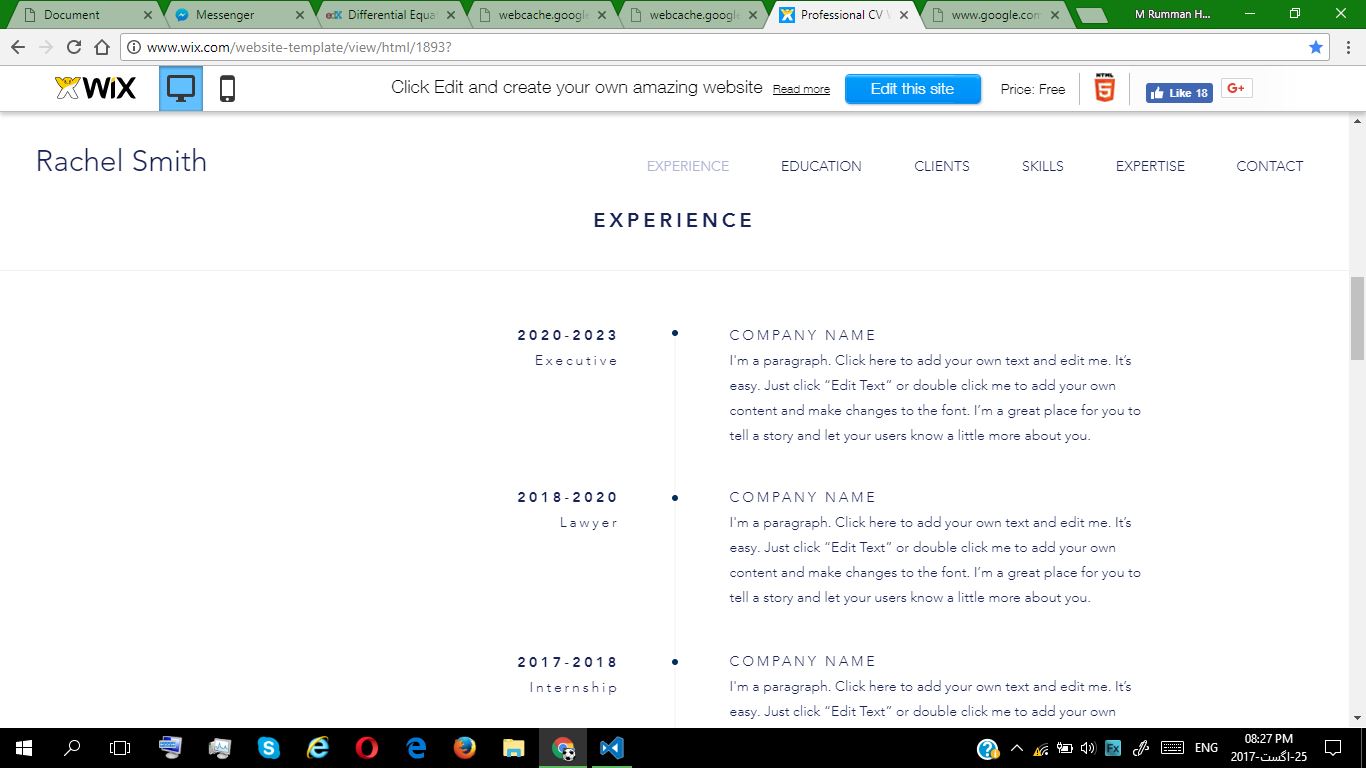 Document
Messenger
Differential Equa
webcache.google
webcache.google
Professional CV
www.google.com
M Rumman H...
www.wix.com/website-template/view/html/1893?
WiX
Click Edit and create your own amazing website Read more
Edit this site
Price: Free
HTML
5
Like 18
G+
Rachel Smith
EXPERIENCE EDUCATION CLIENTS SKILLS EXPERTISE CONTACT
EXPERIENCE
2020-2023
Executive
COMPANY NAME
I'm a paragraph. Click here to add your own text and edit me. It’s
easy. Just click “Edit Text” or double click me to add your own
content and make changes to the font. I’m a great place for you to
tell a story and let your users know a little more about you.
2018-2020
Lawyer
COMPANY NAME
I'm a paragraph. Click here to add your own text and edit me. It’s
easy. Just click “Edit Text” or double click me to add your own
content and make changes to the font. I’m a great place for you to
tell a story and let your users know a little more about you.
2017-2018
Internship
COMPANY NAME
I'm a paragraph. Click here to add your own text and edit me. It’s
easy. Just click “Edit Text” or double click me to add your own
Fx
ENG
08:27 PM
25-اگست-2017